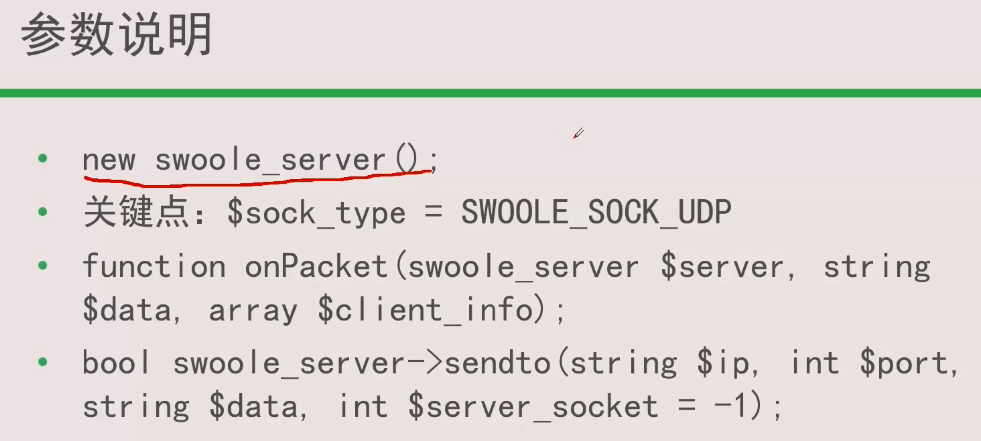 参数说明
• new swoole_server();
• 关键点：$sock_type = SWOOLE_SOCK_UDP
• function onPacket(swoole_server $server, string
$data, array $client_info);
• bool swoole_server->sendto(string $ip, int $port,
string $data, int $server_socket = -1);